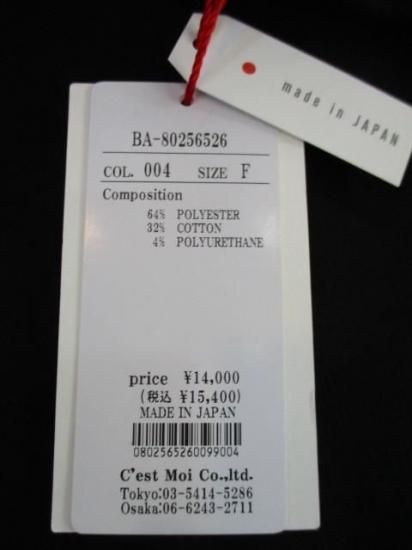 made in JAPAN
BA-80256526
COL. 004 SIZE F
Composition
64% POLYESTER
32% COTTON
4% POLYURETHANE
price ¥14,000
(税込 ¥15,400)
MADE IN JAPAN
0802565260099004
C'est Moi Co.,ltd.
Tokyo:03-5414-5286
Osaka:06-6243-2711